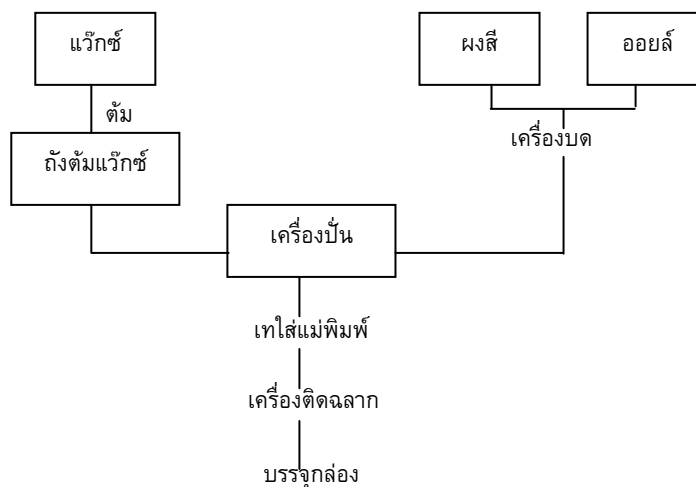 แว๊กซ์
ผงสี
ออยล์
ต้ม
เครื่องบด
ถังต้มแว๊กซ์
เครื่องปั่น
เทใส่แม่พิมพ์
เครื่องติดฉลาก
บรรจุกล่อง